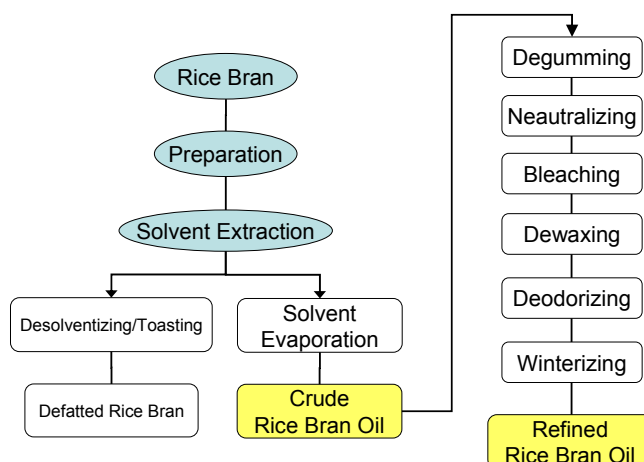 Rice Bran
Preparation
Solvent Extraction
Desolventizing/Toasting
Defatted Rice Bran
Solvent
Evaporation
Crude
Rice Bran Oil
Degumming
Neautralizing
Bleaching
Dewaxing
Deodorizing
Winterizing
Refined
Rice Bran Oil